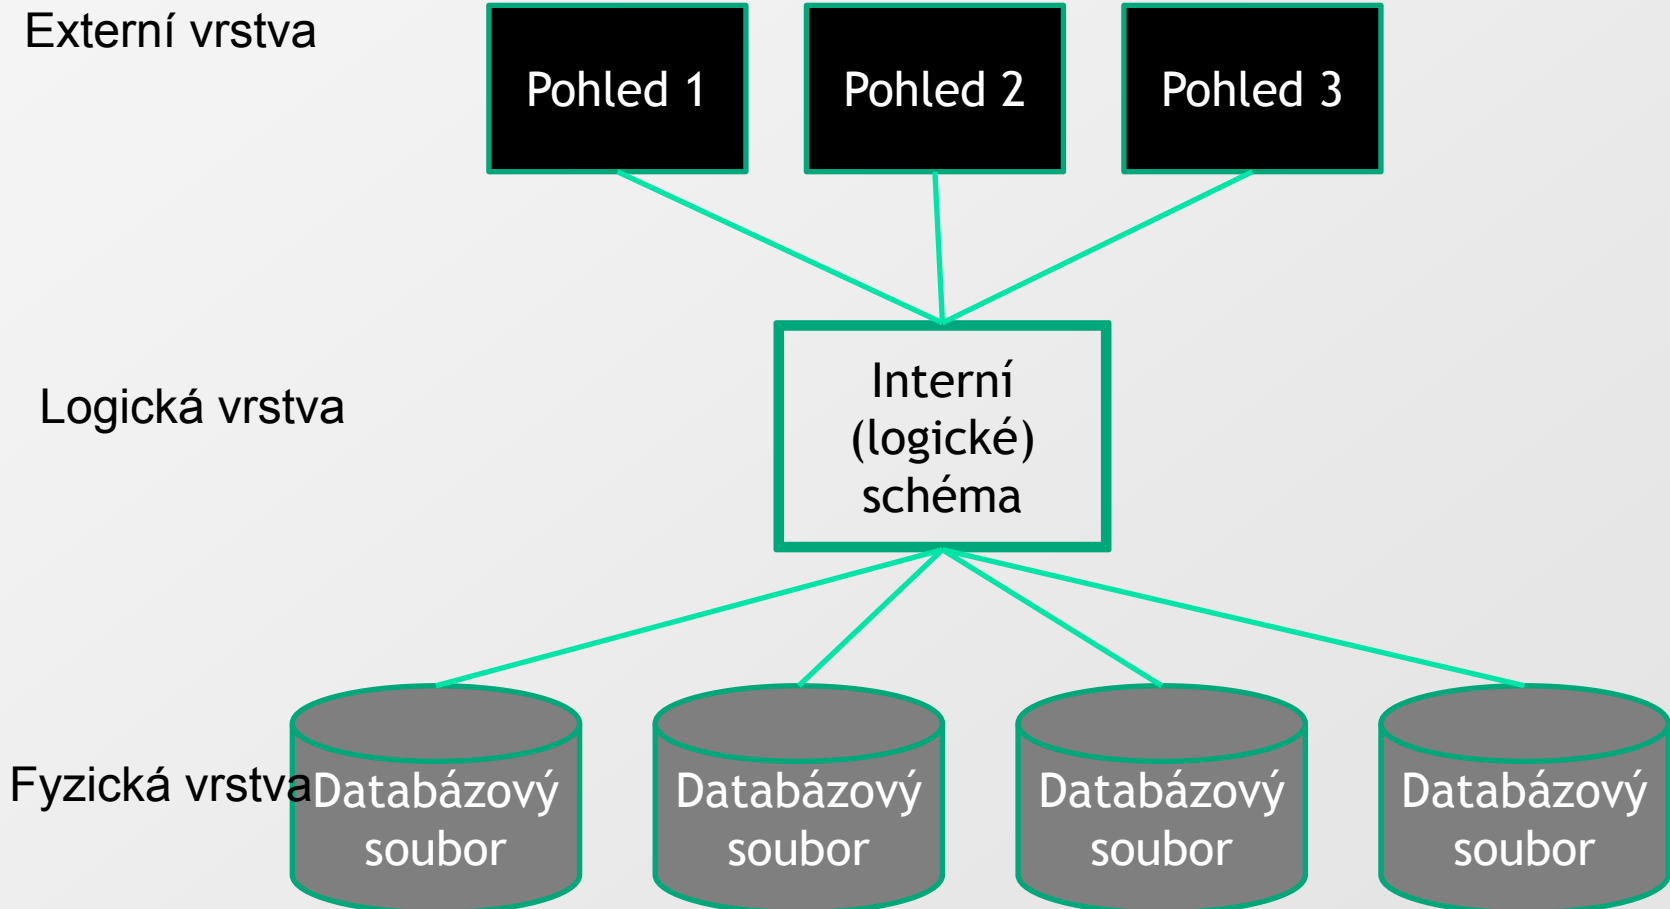 Externí vrstva
Pohled 1
Pohled 2
Pohled 3
Logická vrstva
Interní
(logické)
schéma
Fyzická vrstva
Databázový
soubor
Databázový
soubor
Databázový
soubor
Databázový
soubor